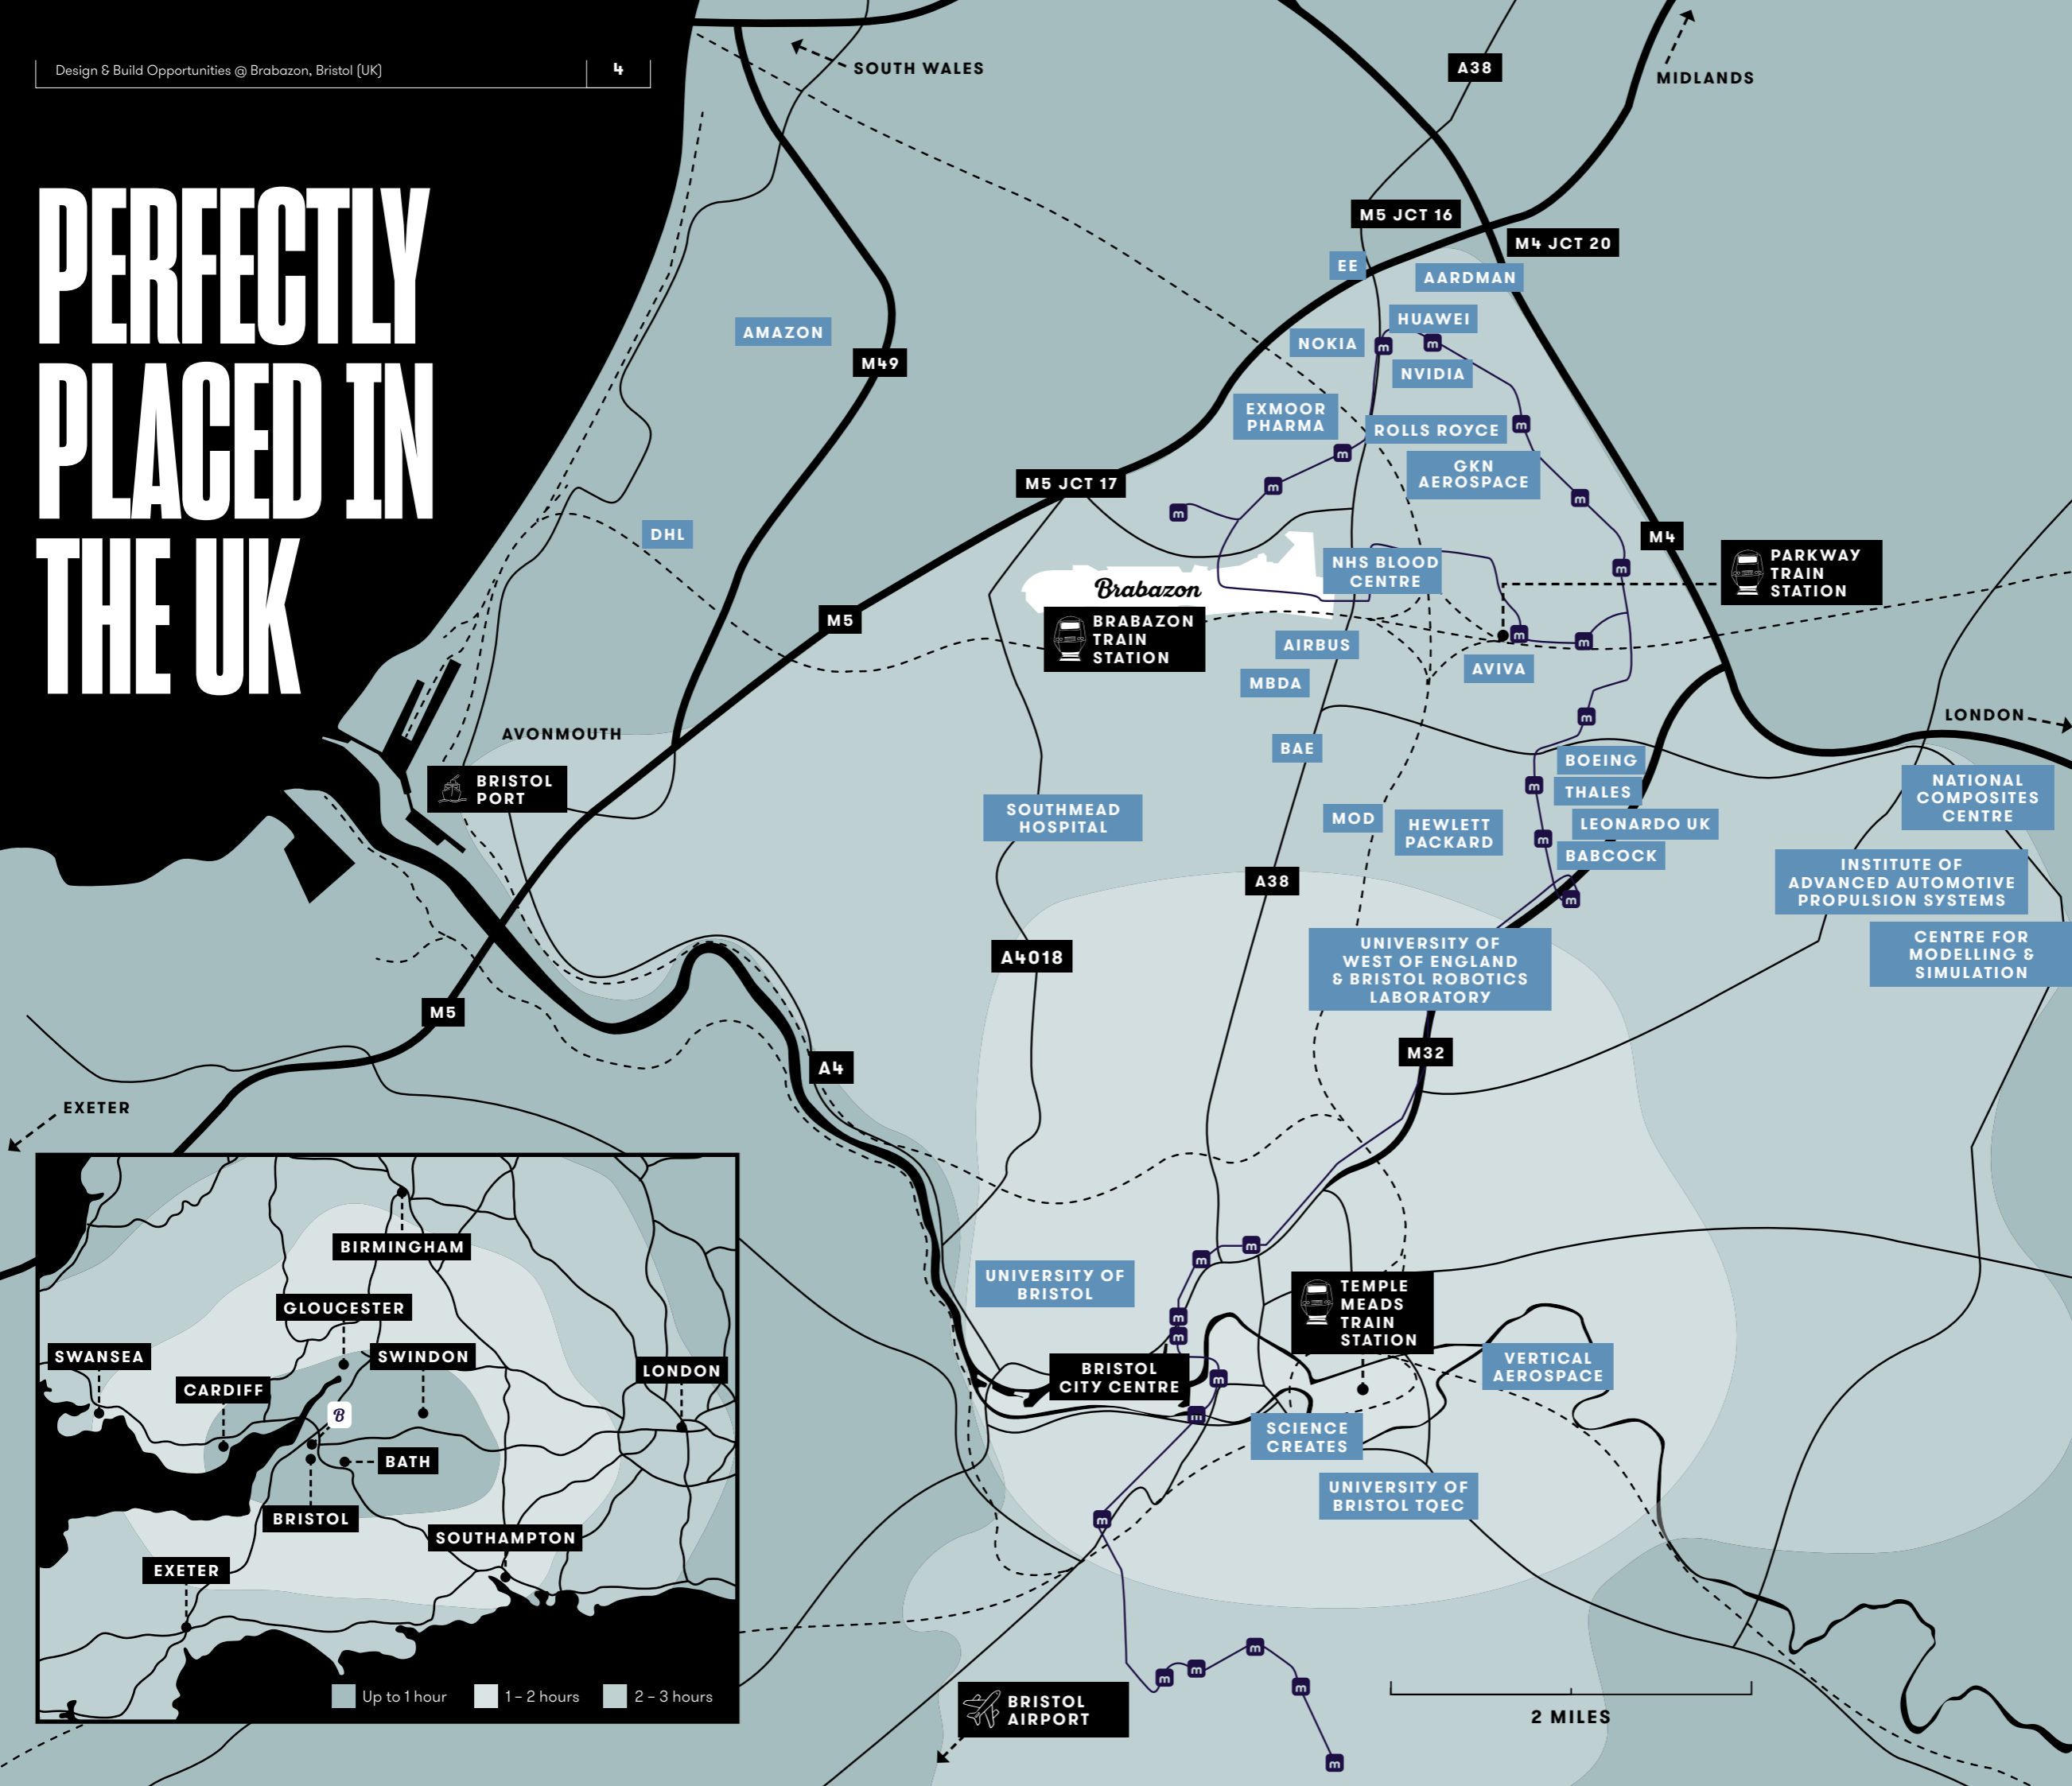 Design & Build Opportunities @ Brabazon, Bristol (UK)
4
PERFECTLY
PLACED IN
THE UK
SOUTH WALES
A38
MIDLANDS
M5 JCT 16
M4 JCT 20
EE
AARDMAN
HUAWEI
AMAZON
NOKIA
M49
m
m
NVIDIA
EXMOOR
PHARMA
ROLLS ROYCE
m
m
GKN
AEROSPACE
M5 JCT 17
m
m
m
DHL
M4
NHS BLOOD
CENTRE
m
PARKWAY
TRAIN
STATION
Brabazon
M5
BRABAZON
TRAIN
STATION
AIRBUS
m
m
MBDA
AVIVA
AVONMOUTH
m
LONDON
BAE
BOEING
BRISTOL
PORT
m
THALES
NATIONAL
COMPOSITES
CENTRE
SOUTHMEAD
HOSPITAL
MOD
HEWLETT
PACKARD
LEONARDO UK
m
BABCOCK
INSTITUTE OF
ADVANCED AUTOMOTIVE
PROPULSION SYSTEMS
A38
m
A4018
UNIVERSITY OF
WEST OF ENGLAND
& BRISTOL ROBOTICS
LABORATORY
CENTRE FOR
MODELLING &
SIMULATION
M5
M32
A4
EXETER
m
m
UNIVERSITY OF
BRISTOL
TEMPLE
MEADS
TRAIN
STATION
m
m
BRISTOL
CITY CENTRE
m
VERTICAL
AEROSPACE
m
SCIENCE
CREATES
UNIVERSITY OF
BRISTOL TQEC
m
m
m
m
m
m
BRISTOL
AIRPORT
2 MILES
BIRMINGHAM
GLOUCESTER
SWANSEA
SWINDON
LONDON
CARDIFF
B
BATH
BRISTOL
SOUTHAMPTON
EXETER
Up to 1 hour
1 – 2 hours
2 – 3 hours